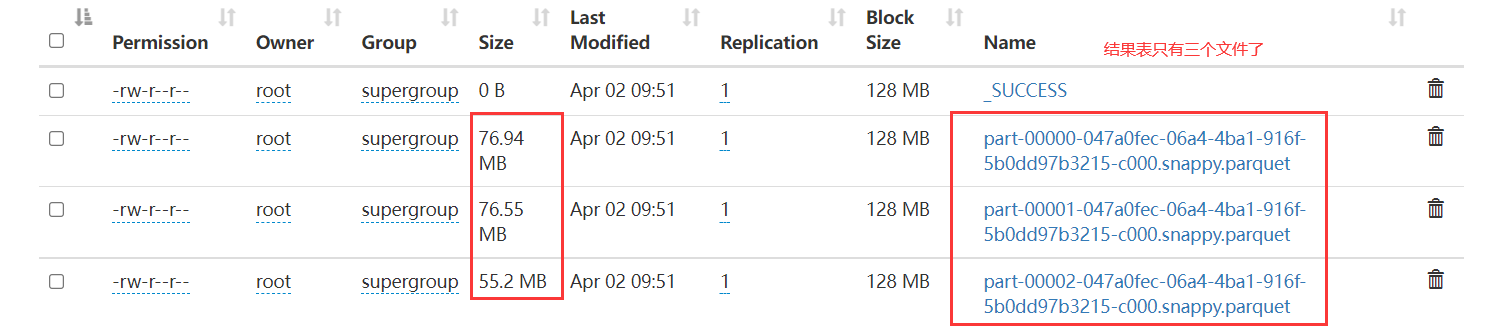 Permission Owner Group Size Last Modified Replication Block Size Name
结果表只有三个文件了
-rw-r--r-- root supergroup 0 B Apr 02 09:51 1 128 MB _SUCCESS
-rw-r--r-- root supergroup 76.94 MB Apr 02 09:51 1 128 MB part-00000-047a0fec-06a4-4ba1-916f-
5b0dd97b3215-c000.snappy.parquet
-rw-r--r-- root supergroup 76.55 MB Apr 02 09:51 1 128 MB part-00001-047a0fec-06a4-4ba1-916f-
5b0dd97b3215-c000.snappy.parquet
-rw-r--r-- root supergroup 55.2 MB Apr 02 09:51 1 128 MB part-00002-047a0fec-06a4-4ba1-916f-
5b0dd97b3215-c000.snappy.parquet